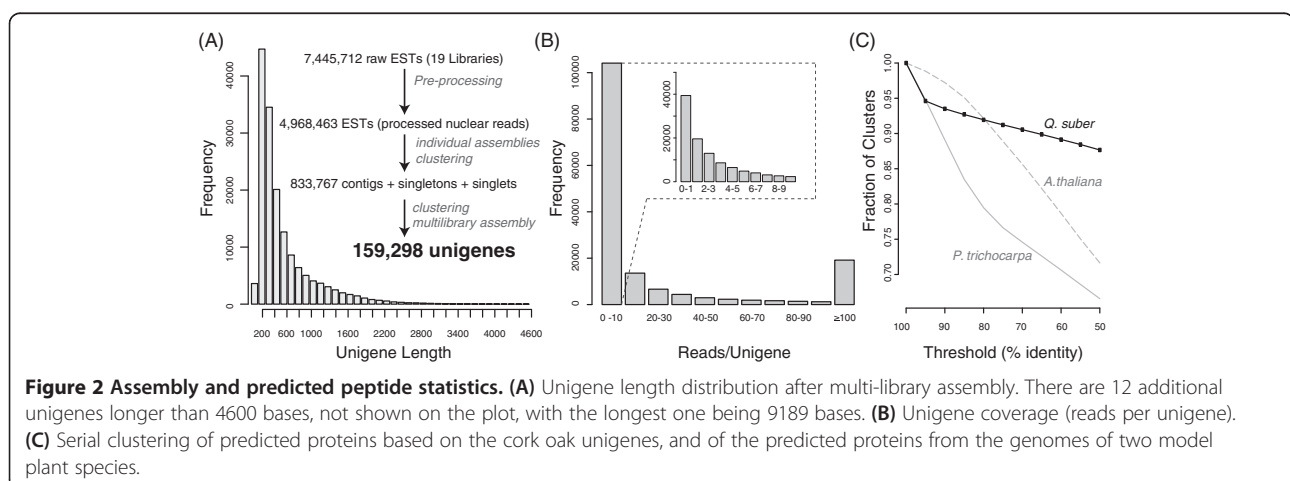 (A)
7,445,712 raw ESTs (19 Libraries)
Pre-processing
4,968,463 ESTs (processed nuclear reads)
individual assemblies
clustering
833,767 contigs + singletons + singlets
clustering
multilibrary assembly
159,298 unigenes
Frequency
0
10000
20000
30000
40000
200
600
1000
1600
2200
2800
3400
4000
4600
Unigene Length
(B)
Frequency
0
20000
40000
60000
80000
100000
0
20000
40000
0-1
2-3
4-5
6-7
8-9
0 -10
20-30
40-50
60-70
80-90
≥100
Reads/Unigene
(C)
Fraction of Clusters
0.70
0.75
0.80
0.85
0.90
0.95
1.00
Q. suber
A.thaliana
P. trichocarpa
100
90
80
70
60
50
Threshold (% identity)
Figure 2 Assembly and predicted peptide statistics. (A) Unigene length distribution after multi-library assembly. There are 12 additional
unigenes longer than 4600 bases, not shown on the plot, with the longest one being 9189 bases. (B) Unigene coverage (reads per unigene).
(C) Serial clustering of predicted proteins based on the cork oak unigenes, and of the predicted proteins from the genomes of two model
plant species.